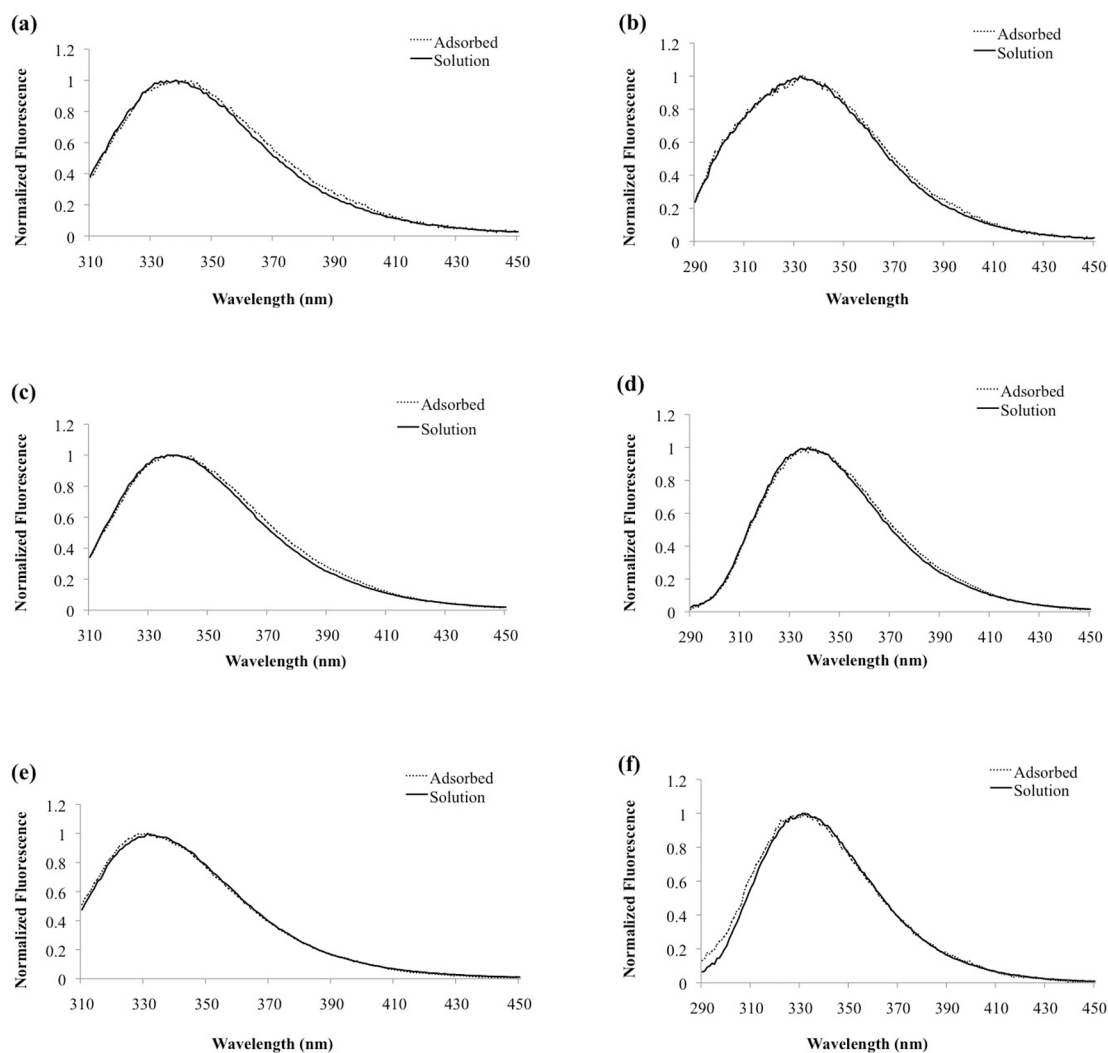 (a)
Adsorbed
Solution
1.2
1
0.8
0.6
0.4
0.2
0
Normalized Fluorescence
310 330 350 370 390 410 430 450
Wavelength (nm)
(b)
Adsorbed
Solution
1.2
1
0.8
0.6
0.4
0.2
0
Normalized Fluorescence
290 310 330 350 370 390 410 430 450
Wavelength
(c)
Adsorbed
Solution
1.2
1
0.8
0.6
0.4
0.2
0
Normalized Fluorescence
310 330 350 370 390 410 430 450
Wavelength (nm)
(d)
Adsorbed
Solution
1.2
1
0.8
0.6
0.4
0.2
0
Normalized Fluorescence
290 310 330 350 370 390 410 430 450
Wavelength (nm)
(e)
Adsorbed
Solution
1.2
1
0.8
0.6
0.4
0.2
0
Normalized Fluorescence
310 330 350 370 390 410 430 450
Wavelength (nm)
(f)
Adsorbed
Solution
1.2
1
0.8
0.6
0.4
0.2
0
Normalized Fluorescence
290 310 330 350 370 390 410 430 450
Wavelength (nm)